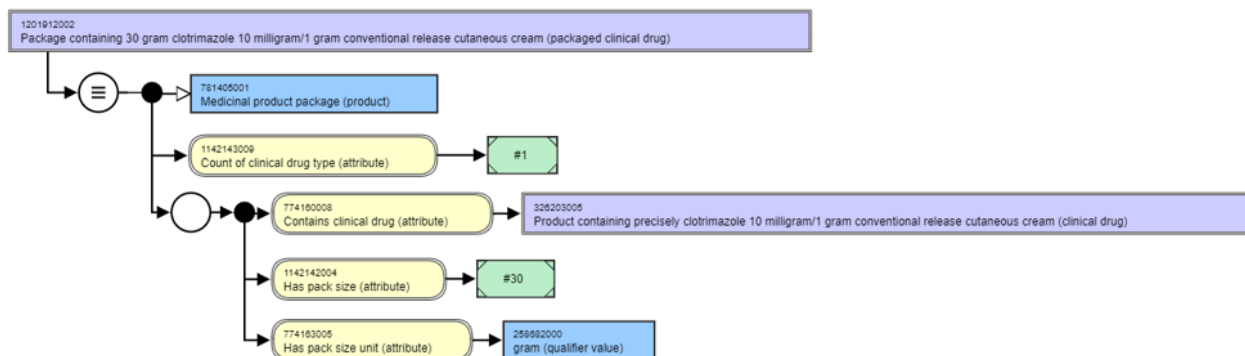 1201912002
Package containing 30 gram clotrimazole 10 milligram/1 gram conventional release cutaneous cream (packaged clinical drug)
781405001
Medicinal product package (product)
1142143009
Count of clinical drug type (attribute)
#1
774160008
Contains clinical drug (attribute)
326203005
Product containing precisely clotrimazole 10 milligram/1 gram conventional release cutaneous cream (clinical drug)
1142142004
Has pack size (attribute)
#30
774163005
Has pack size unit (attribute)
258682000
gram (qualifier value)